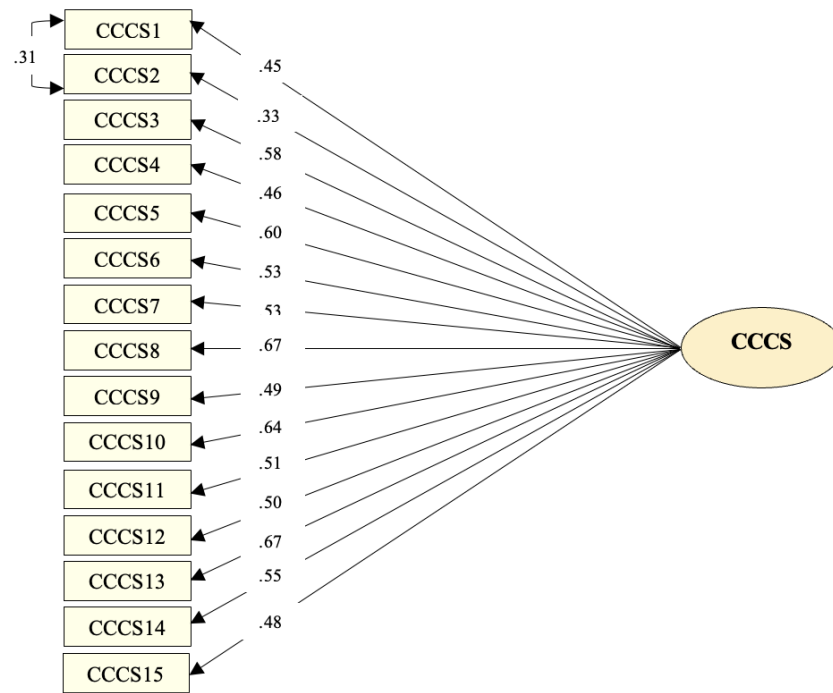 CCCS1
.31
.45
CCCS2
.33
CCCS3
.58
CCCS4
.46
CCCS5
.60
CCCS6
.53
CCCS7
.53
CCCS8
.67
CCCS
CCCS9
.49
CCCS10
.64
CCCS11
.51
CCCS12
.50
CCCS13
.67
CCCS14
.55
CCCS15
.48